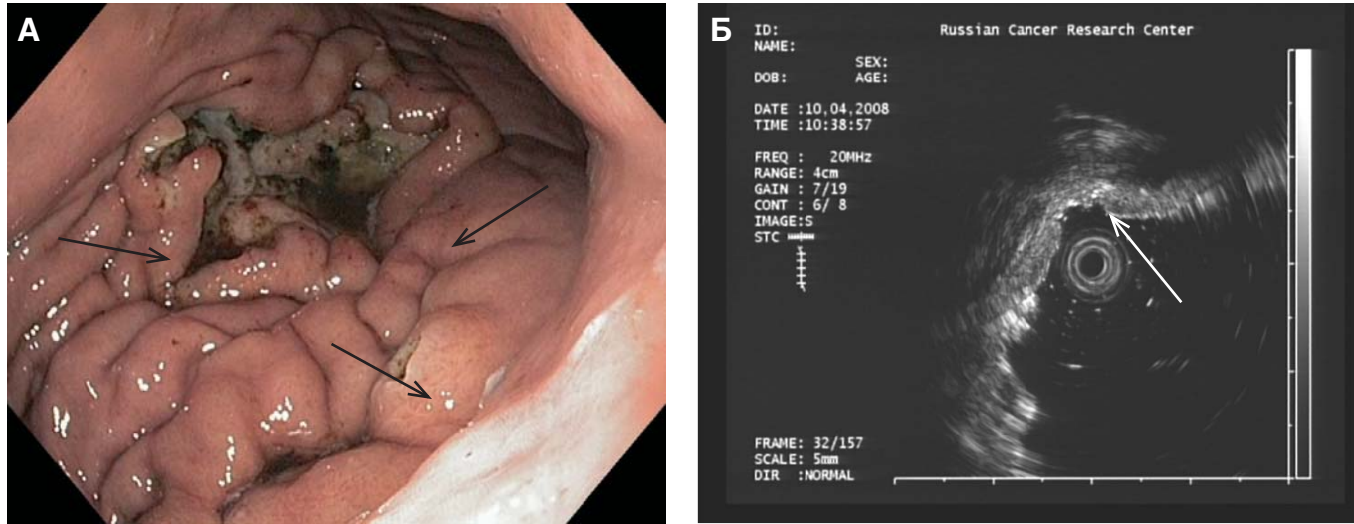 А
Б
ID:
Russian Cancer Research Center
NAME:
SEX:
DOB: AGE:
DATE :10,04,2008
TIME :10:38:57
FREQ : 20MHz
RANGE: 4cm
GAIN : 7/19
CONT : 6/ 8
IMAGE:S
STC
FRAME: 32/157
SCALE: 5mm
DIR :NORMAL